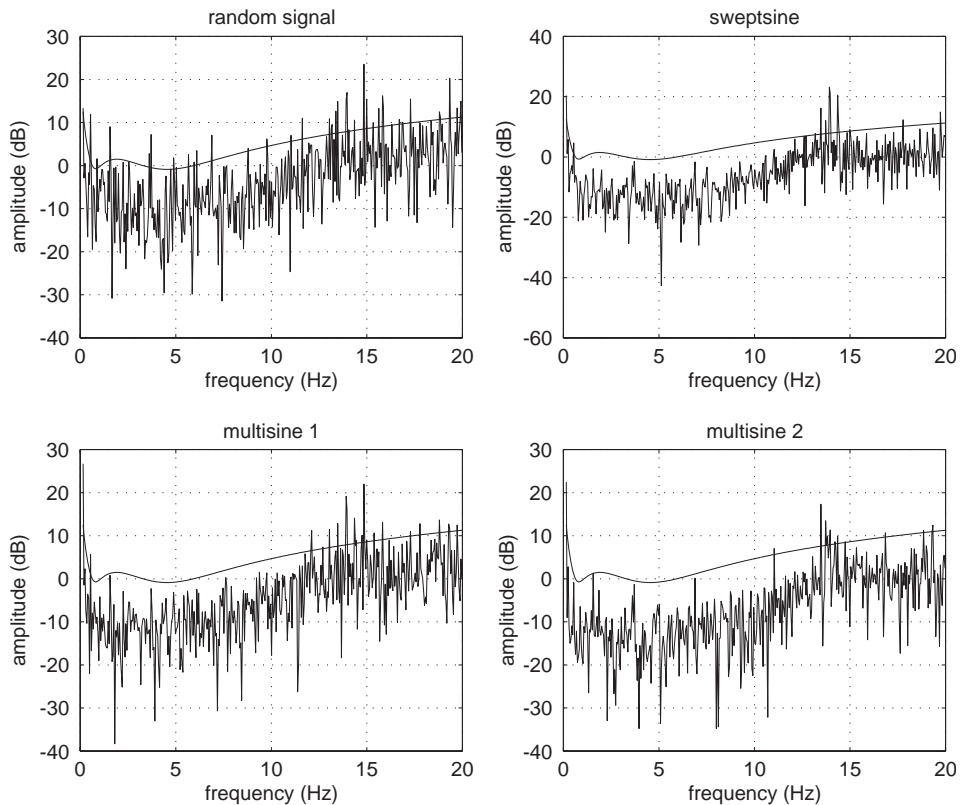 random signal
30
20
10
0
-10
-20
-30
-40
amplitude (dB)
0 5 10 15 20
frequency (Hz)
sweptsine
40
20
0
-20
-40
-60
amplitude (dB)
0 5 10 15 20
frequency (Hz)
multisine 1
30
20
10
0
-10
-20
-30
-40
amplitude (dB)
0 5 10 15 20
frequency (Hz)
multisine 2
30
20
10
0
-10
-20
-30
-40
amplitude (dB)
0 5 10 15 20
frequency (Hz)